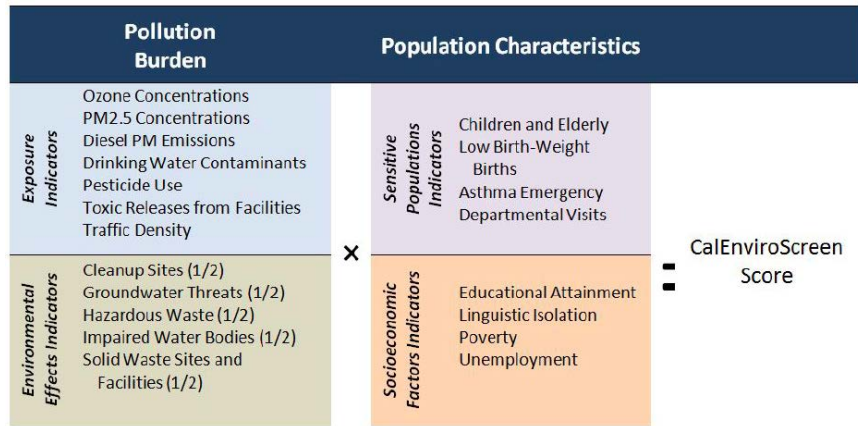 Pollution
Burden
Population Characteristics
Exposure
Indicators
Ozone Concentrations
PM2.5 Concentrations
Diesel PM Emissions
Drinking Water Contaminants
Pesticide Use
Toxic Releases from Facilities
Traffic Density
Environmental
Effects Indicators
Cleanup Sites (1/2)
Groundwater Threats (1/2)
Hazardous Waste (1/2)
Impaired Water Bodies (1/2)
Solid Waste Sites and
Facilities (1/2)
×
Sensitive
Populations
Indicators
Children and Elderly
Low Birth-Weight
Births
Asthma Emergency
Departmental Visits
Socioeconomic
Factors Indicators
Educational Attainment
Linguistic Isolation
Poverty
Unemployment
=
CalEnviroScreen
Score